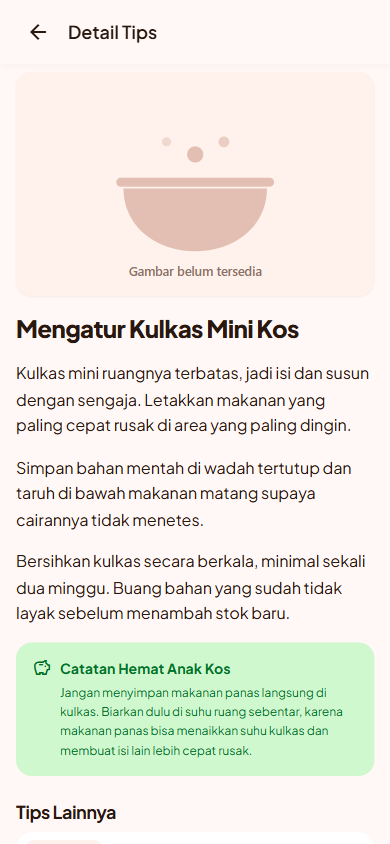 Detail Tips
Gambar belum tersedia
Mengatur Kulkas Mini Kos
Kulkas mini ruangnya terbatas, jadi isi dan susun
dengan sengaja. Letakkan makanan yang
paling cepat rusak di area yang paling dingin.
Simpan bahan mentah di wadah tertutup dan
taruh di bawah makanan matang supaya
cairannya tidak menetes.
Bersihkan kulkas secara berkala, minimal sekali
dua minggu. Buang bahan yang sudah tidak
layak sebelum menambah stok baru.
Catatan Hemat Anak Kos
Jangan menyimpan makanan panas langsung di
kulkas. Biarkan dulu di suhu ruang sebentar, karena
makanan panas bisa menaikkan suhu kulkas dan
membuat isi lain lebih cepat rusak.
Tips Lainnya